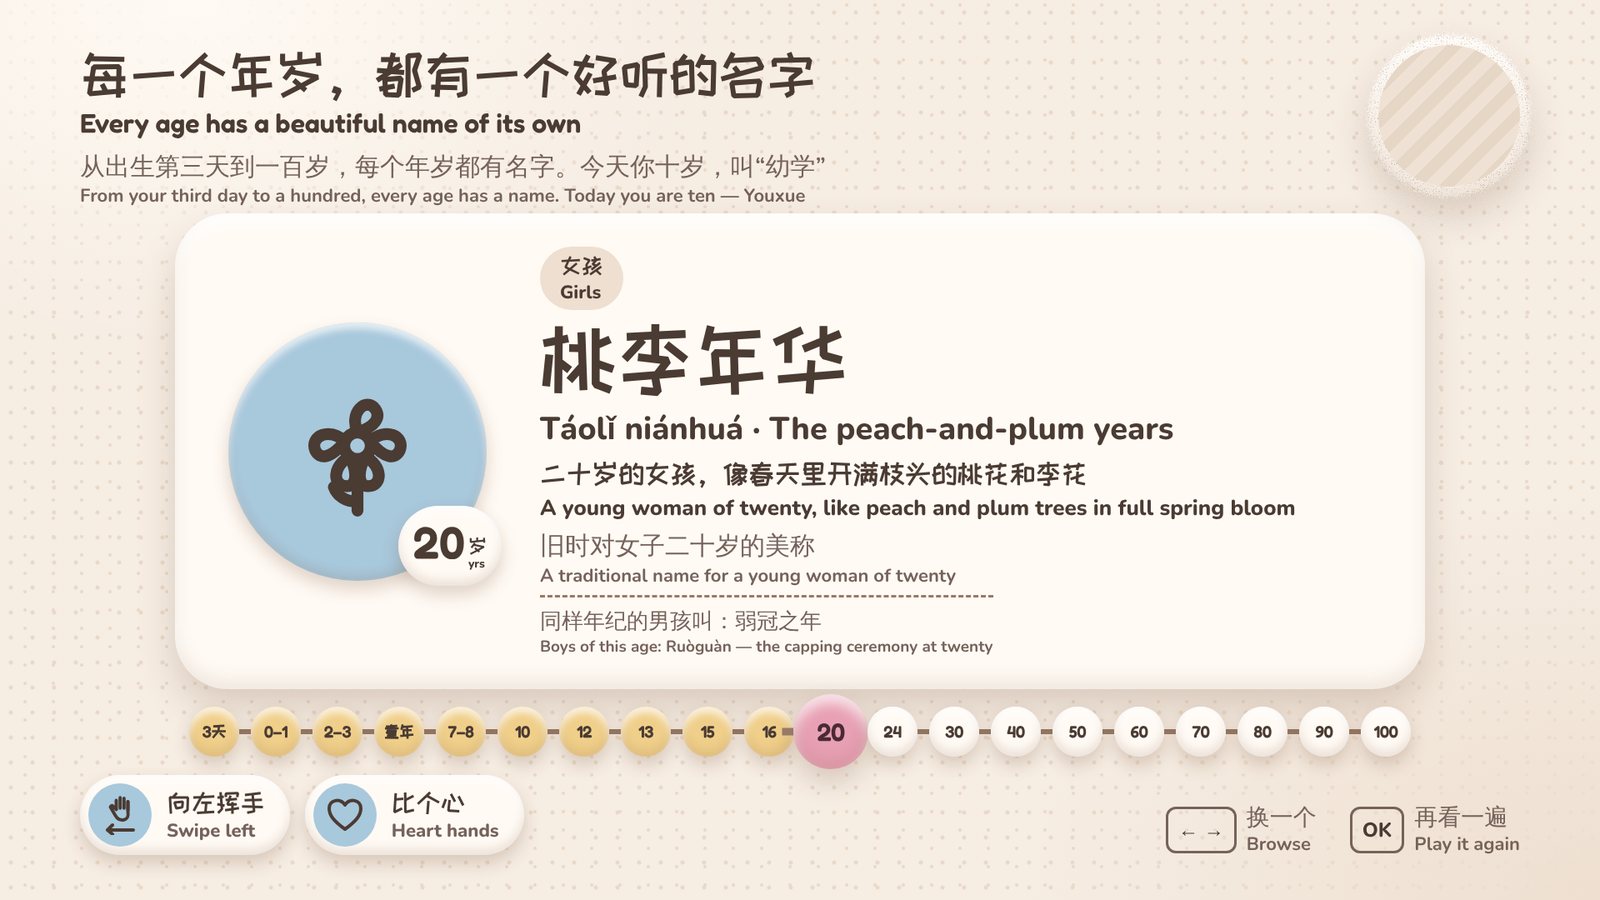 每一个年岁，都有一个好听的名字
Every age has a beautiful name of its own
从出生第三天到一百岁，每个年岁都有名字。今天你十岁，叫“幼学”
From your third day to a hundred, every age has a name. Today you are ten — Youxue
女孩
Girls
桃李年华
Táolǐ niánhuá · The peach-and-plum years
二十岁的女孩，像春天里开满枝头的桃花和李花
A young woman of twenty, like peach and plum trees in full spring bloom
旧时对女子二十岁的美称
A traditional name for a young woman of twenty
同样年纪的男孩叫：弱冠之年
Boys of this age: Ruòguàn — the capping ceremony at twenty
20 岁
yrs
3天 0–1 2–3 童年 7–8 10 12 13 15 16 20 24 30 40 50 60 70 80 90 100
向左挥手
Swipe left
比个心
Heart hands
← → 换一个
Browse
OK 再看一遍
Play it again